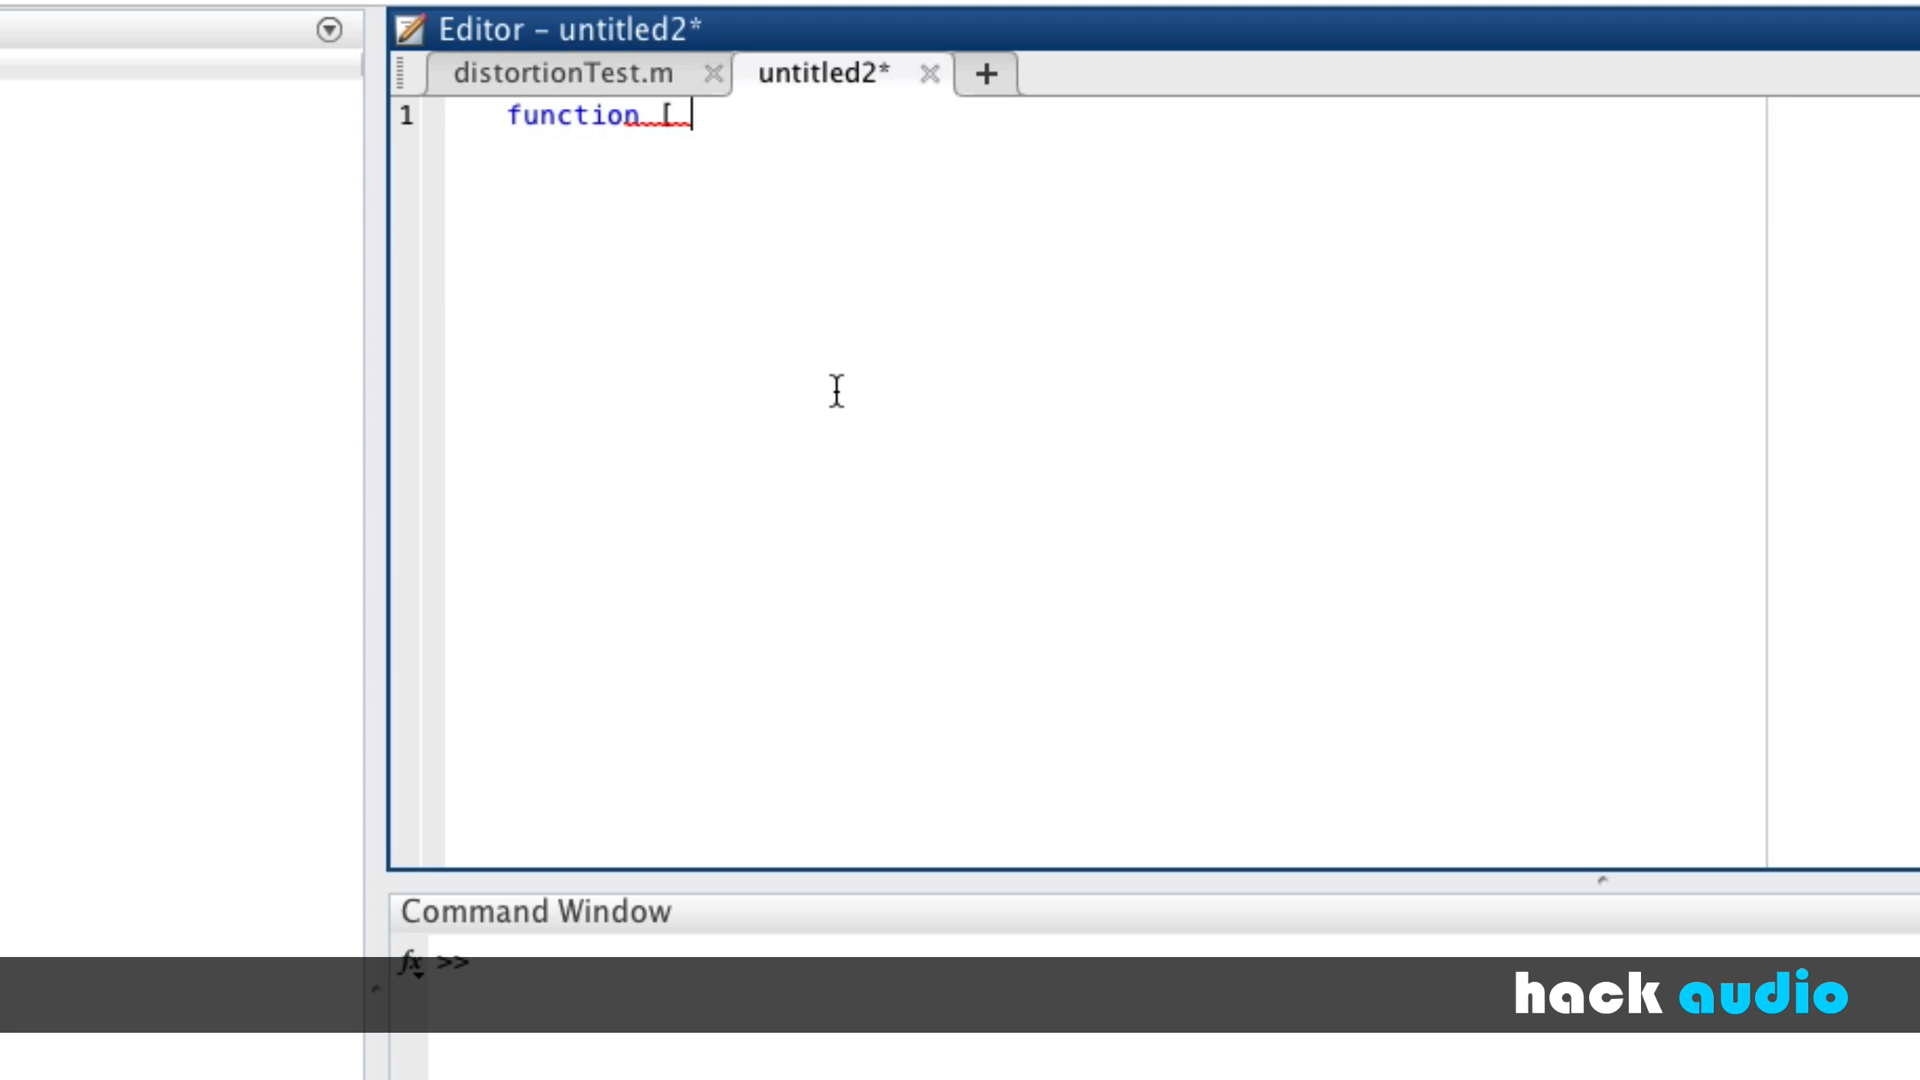 Editor – untitled2*
distortionTest.m
untitled2*
+
1 function [
Command Window
fx >>
hack audio